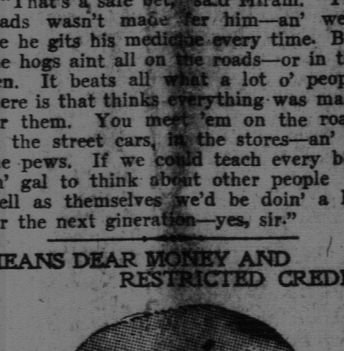 "That's a safe bet," said Hiram. "T
ads wasn't made fer him—an' we
e he gits his medicine every time. B
e hogs aint all on the roads—or in t
en. It beats all what a lot o' peop
ere is that thinks everything was ma
r them. You meet 'em on the roa
the street cars, in the stores—an'
e pews. If we could teach every b
n' gal to think about other people
ell as themselves we'd be doin' a l
r the next gineration—yes, sir."
MEANS DEAR MONEY AND
RESTRICTED CREDI